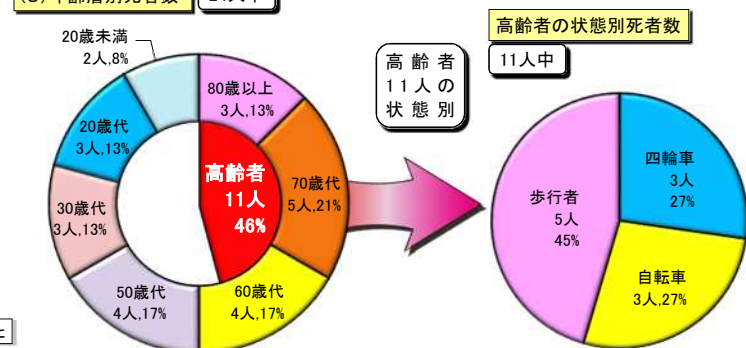 高齢者の状態別死者数
11人中
20歳未満
2人,8%
80歳以上
3人,13%
20歳代
3人,13%
高齢者
11人
46%
70歳代
5人,21%
30歳代
3人,13%
50歳代
4人,17%
60歳代
4人,17%
高齢者
11人の
状態別
四輪車
3人
27%
歩行者
5人
45%
自転車
3人,27%